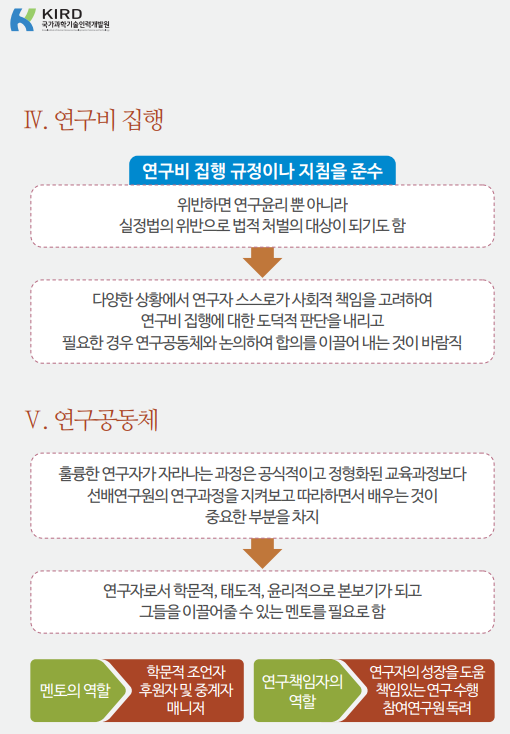 KIRD
국가과학기술인력개발원
Ⅳ. 연구비 집행
연구비 집행 규정이나 지침을 준수
위반하면 연구윤리 뿐 아니라
실정법의 위반으로 법적 처벌의 대상이 되기도 함
다양한 상황에서 연구자 스스로가 사회적 책임을 고려하여
연구비 집행에 대한 도덕적 판단을 내리고
필요한 경우 연구공동체와 논의하여 합의를 이끌어 내는 것이 바람직
Ⅴ. 연구공동체
훌륭한 연구자가 자라나는 과정은 공식적이고 정형화된 교육과정보다
선배연구원의 연구과정을 지켜보고 따라하면서 배우는 것이
중요한 부분을 차지
연구자로서 학문적, 태도적, 윤리적으로 본보기가 되고
그들을 이끌어줄 수 있는 멘토를 필요로 함
멘토의 역할
학문적 조언자
후원자 및 중계자
매니저
연구책임자의
역할
연구자의 성장을 도움
책임있는 연구 수행
참여연구원 독려